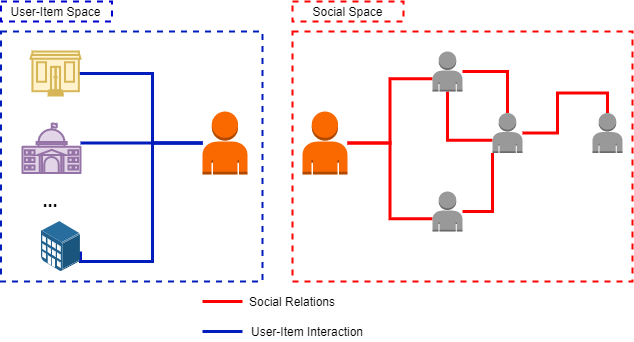 User-Item Space
Social Space
...
Social Relations
User-Item Interaction